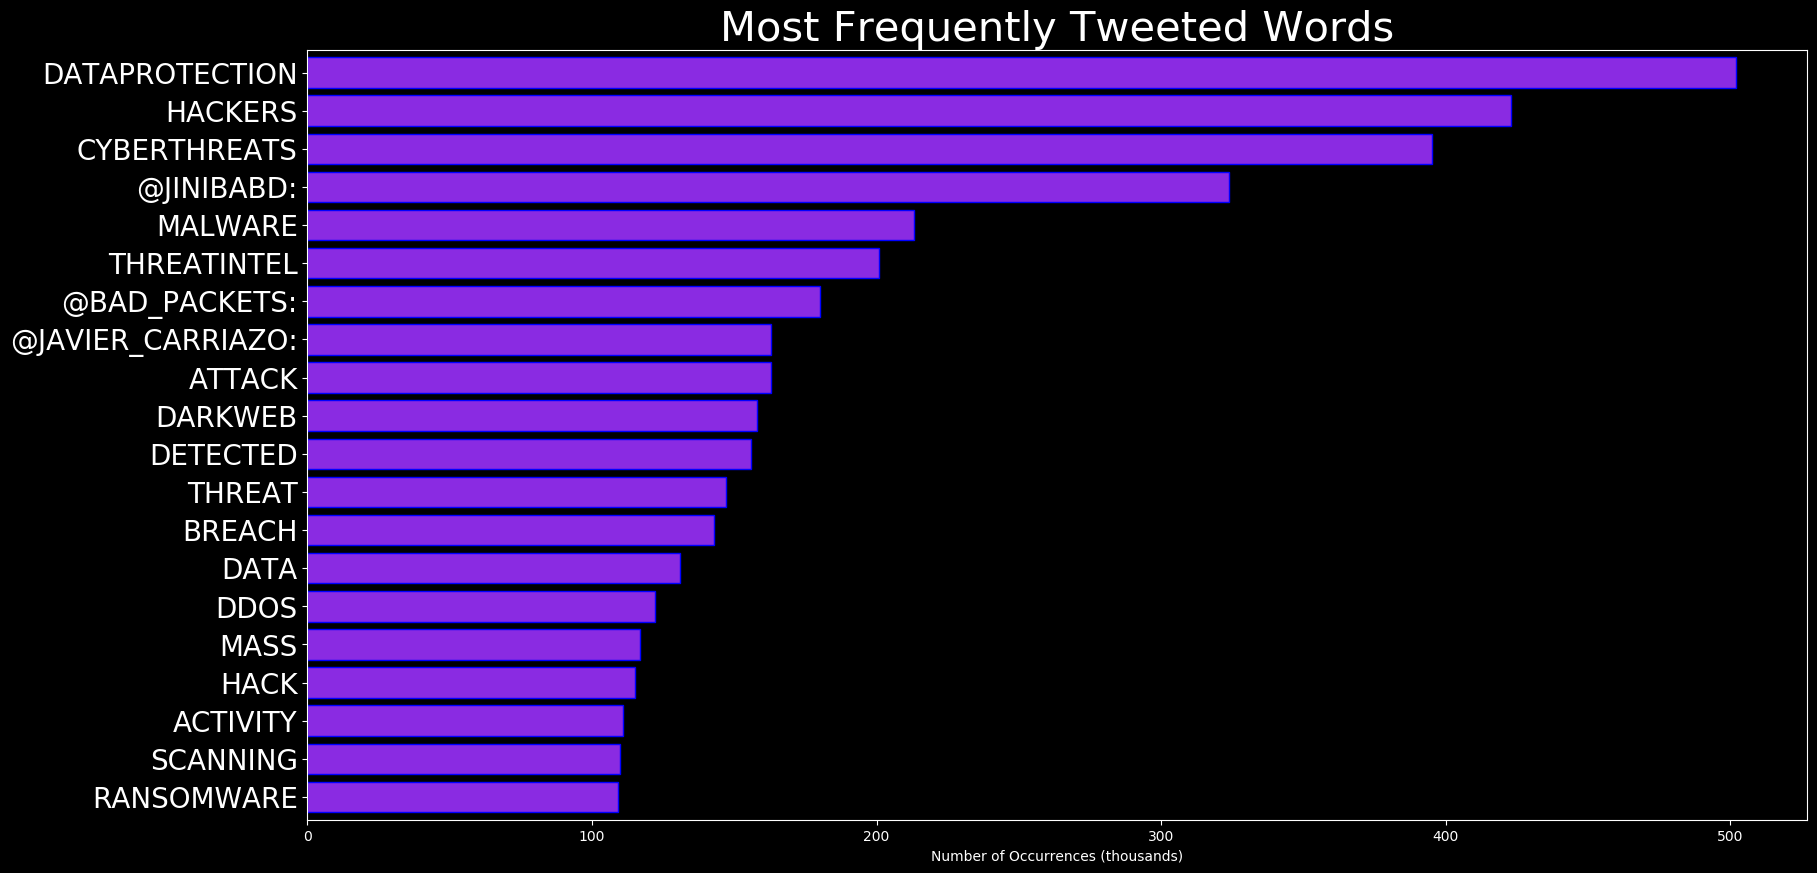 Most Frequently Tweeted Words
DATAPROTECTION
HACKERS
CYBERTHREATS
@JINIBABD:
MALWARE
THREATINTEL
@BAD_PACKETS:
@JAVIER_CARRIAZO:
ATTACK
DARKWEB
DETECTED
THREAT
BREACH
DATA
DDOS
MASS
HACK
ACTIVITY
SCANNING
RANSOMWARE
0 100 200 300 400 500
Number of Occurrences (thousands)